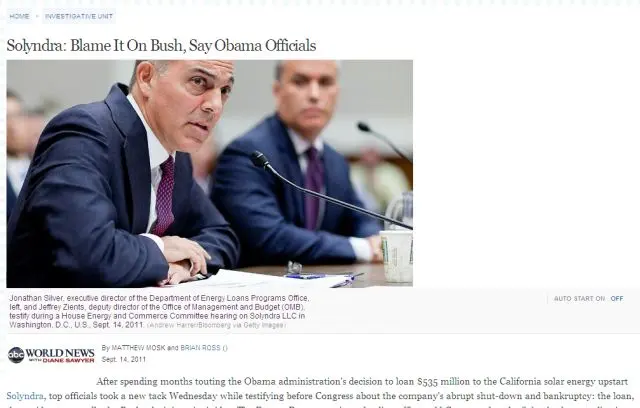 HOME » INVESTIGATIVE UNIT
Solyndra: Blame It On Bush, Say Obama Officials
Jonathan Silver, executive director of the Department of Energy Loans Programs Office,
left, and Jeffrey Zients, deputy director of the Office of Management and Budget (OMB),
testify during a House Energy and Commerce Committee hearing on Solyndra LLC in
Washington, D.C., U.S., Sept. 14, 2011. (Andrew Harrer/Bloomberg via Getty Images)
AUTO START ON OFF
abc WORLD NEWS
WITH DIANE SAWYER
By MATTHEW MOSK and BRIAN ROSS ()
Sept. 14, 2011
After spending months touting the Obama administration's decision to loan $535 million to the California solar energy upstart
Solyndra, top officials took a new tack Wednesday while testifying before Congress about the company's abrupt shut-down and bankruptcy: the loan,